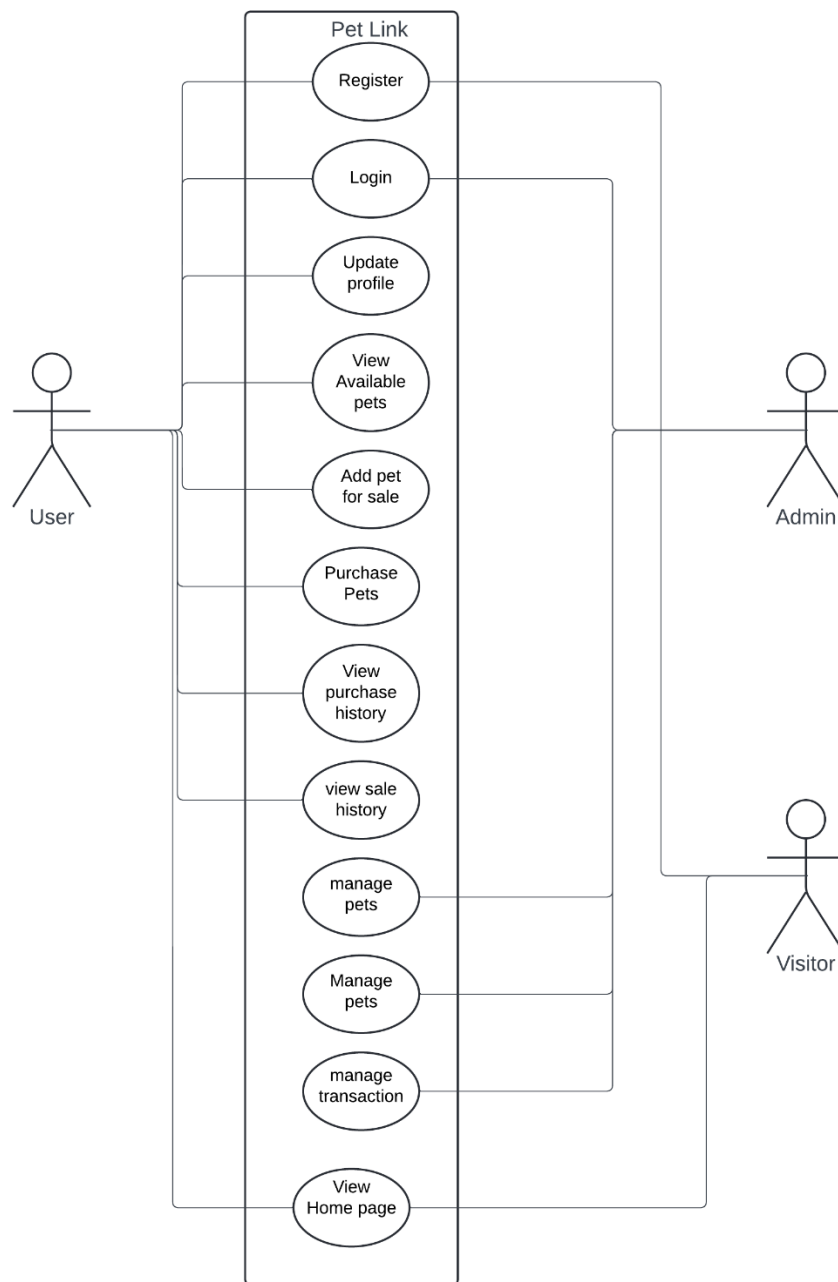 Pet Link
Register
Login
Update
profile
View
Available
pets
User
Admin
Add pet
for sale
Purchase
Pets
View
purchase
history
view sale
history
manage
pets
Visitor
Manage
pets
manage
transaction
View
Home page